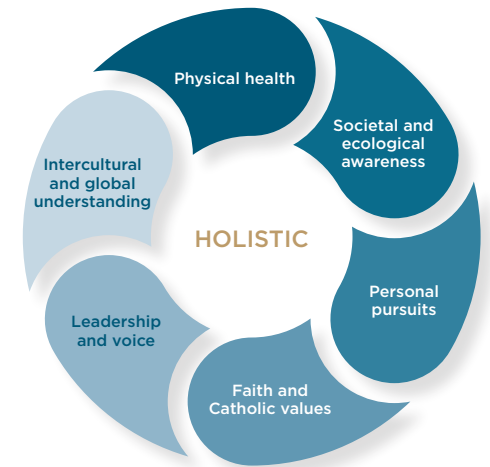 Physical health
Societal and
ecological
awareness
Personal
pursuits
Faith and
Catholic values
Leadership
and voice
Intercultural
and global
understanding
HOLISTIC